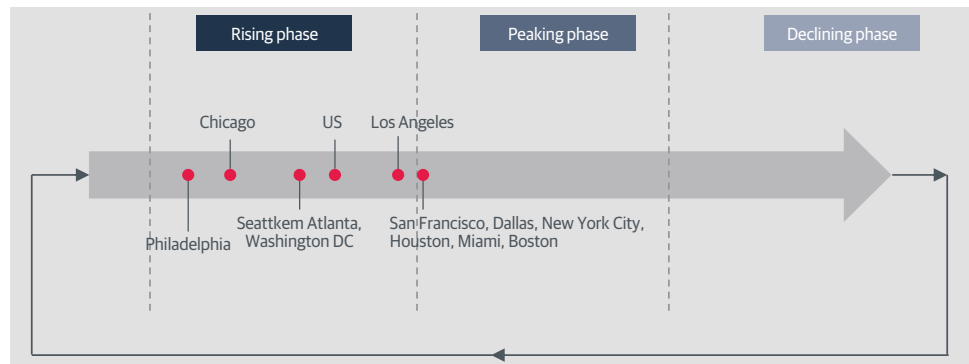 Rising phase
Peaking phase
Declining phase
Chicago
US
Los Angeles
Seattkem Atlanta,
Washington DC
San Francisco, Dallas, New York City,
Houston, Miami, Boston
Philadelphia